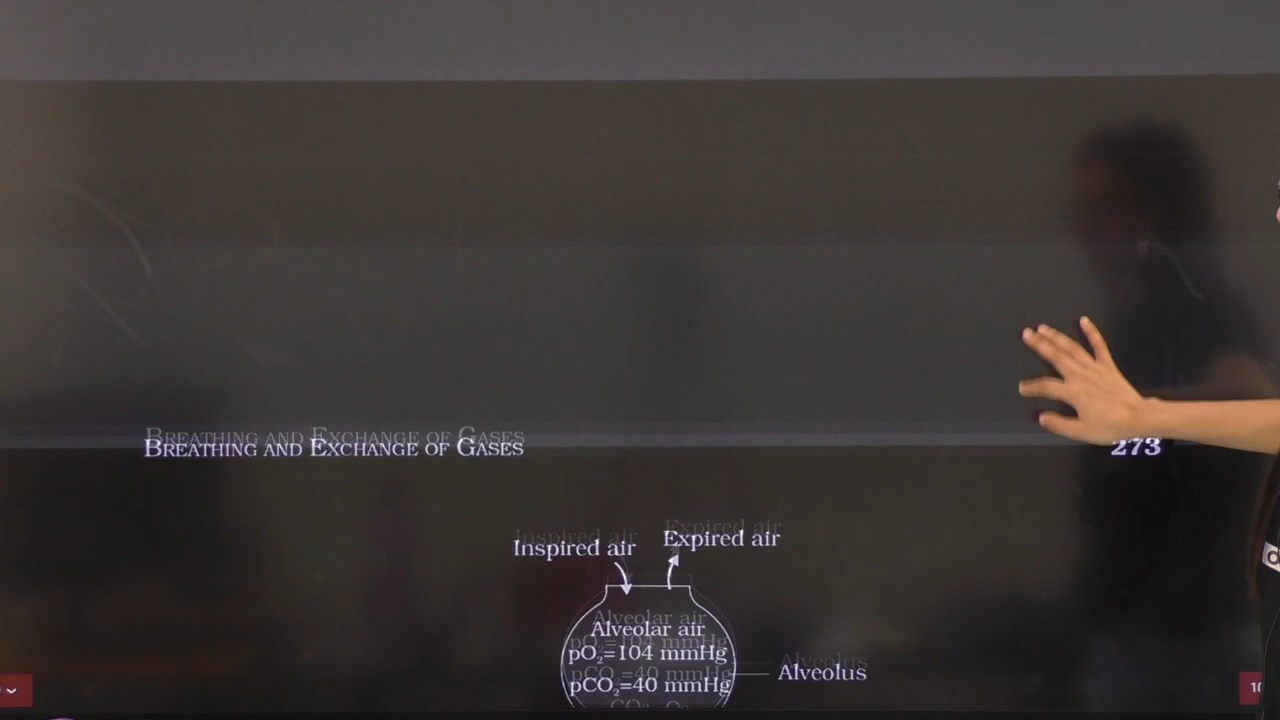 BREATHING AND EXCHANGE OF GASES
273
Inspired air
Expired air
Alveolar air
pO₂=104 mmHg
pCO₂=40 mmHg
Alveolus